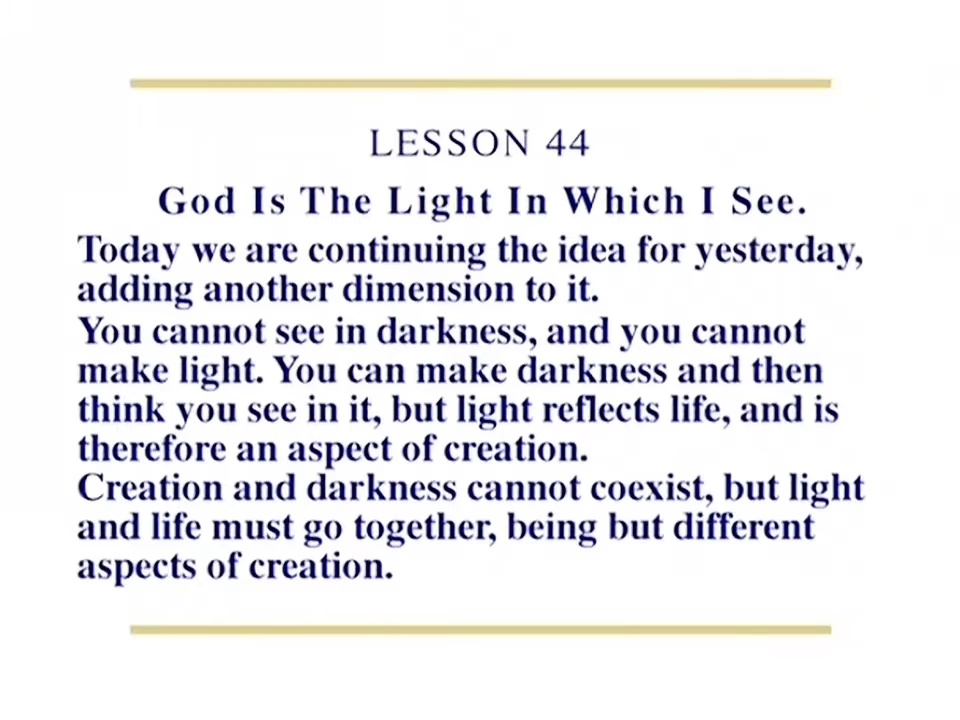 LESSON 44
God Is The Light In Which I See.
Today we are continuing the idea for yesterday,
adding another dimension to it.
You cannot see in darkness, and you cannot
make light. You can make darkness and then
think you see in it, but light reflects life, and is
therefore an aspect of creation.
Creation and darkness cannot coexist, but light
and life must go together, being but different
aspects of creation.